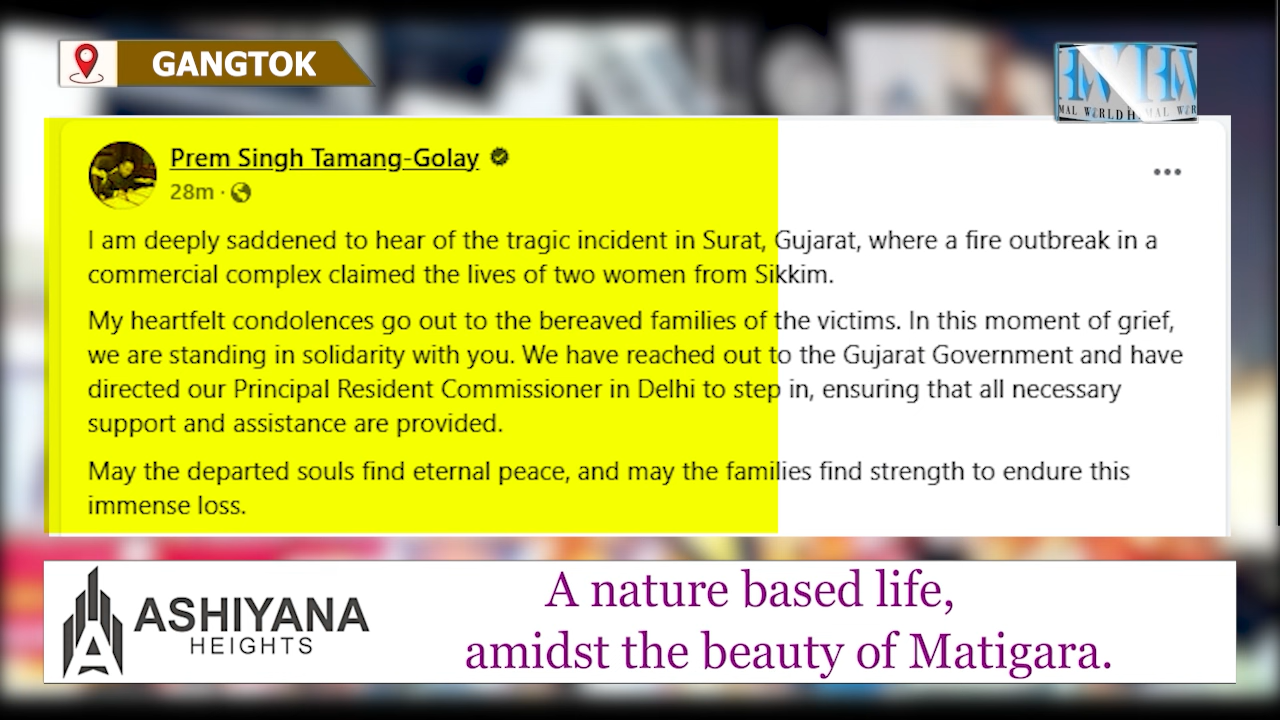 GANGTOK
MAL WORLD H MAL WOR
Prem Singh Tamang-Golay
28m ·
I am deeply saddened to hear of the tragic incident in Surat, Gujarat, where a fire outbreak in a
commercial complex claimed the lives of two women from Sikkim.
My heartfelt condolences go out to the bereaved families of the victims. In this moment of grief,
we are standing in solidarity with you. We have reached out to the Gujarat Government and have
directed our Principal Resident Commissioner in Delhi to step in, ensuring that all necessary
support and assistance are provided.
May the departed souls find eternal peace, and may the families find strength to endure this
immense loss.
ASHIYANA
HEIGHTS
A nature based life,
amidst the beauty of Matigara.